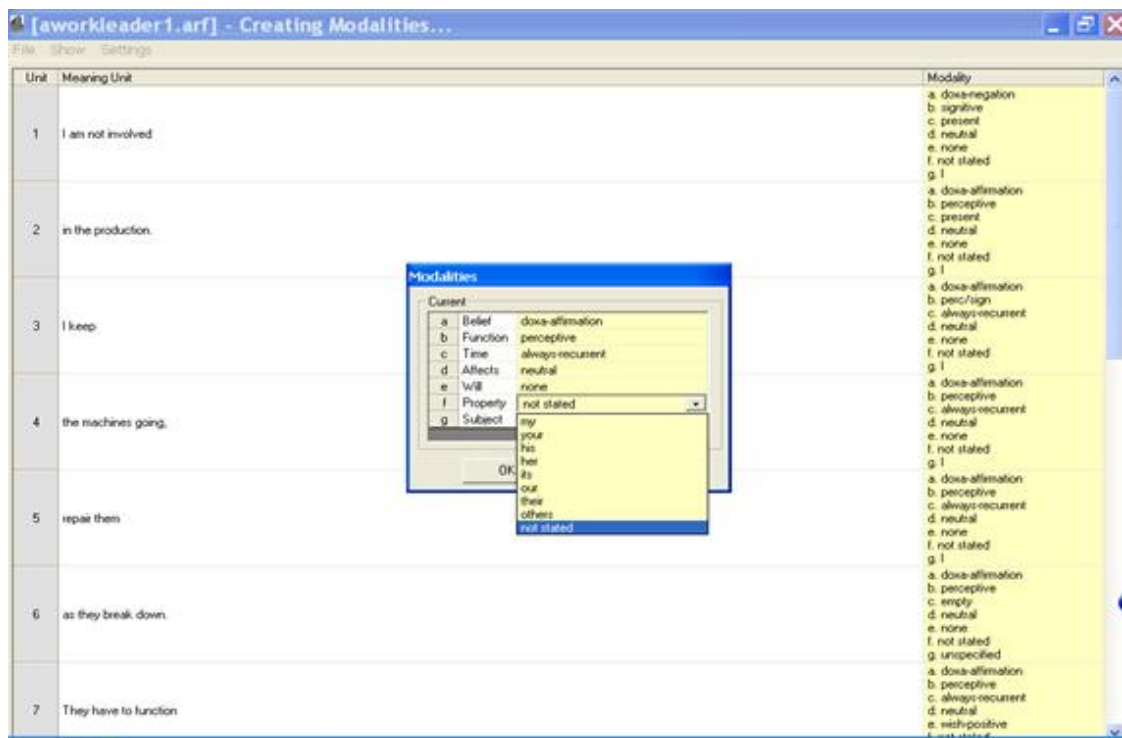 [aworkleader1.arf] - Creating Modalities...
File Show Settings
Unit Meaning Unit Modality
1 I am not involved
a. doxa-negation
b. signitive
c. present
d. neutral
e. none
f. not stated
g. I
2 in the production.
a. doxa-affirmation
b. perceptive
c. present
d. neutral
e. none
f. not stated
g. I
3 I keep
a. doxa-affirmation
b. perc/sign
c. always-recurrent
d. neutral
e. none
f. not stated
g. I
4 the machines going,
a. doxa-affirmation
b. perceptive
c. always-recurrent
d. neutral
e. none
f. not stated
g. I
5 repair them
a. doxa-affirmation
b. perceptive
c. always-recurrent
d. neutral
e. none
f. not stated
g. I
6 as they break down.
a. doxa-affirmation
b. perceptive
c. empty
d. neutral
e. none
f. not stated
g. unspecified
7 They have to function
a. doxa-affirmation
b. perceptive
c. always-recurrent
d. neutral
e. wish-positive
Modalities
Current
a Belief doxa-affirmation
b Function perceptive
c Time always-recurrent
d Affects neutral
e Will none
f Property not stated
g Subject
my
your
his
her
its
our
their
others
not stated
OK